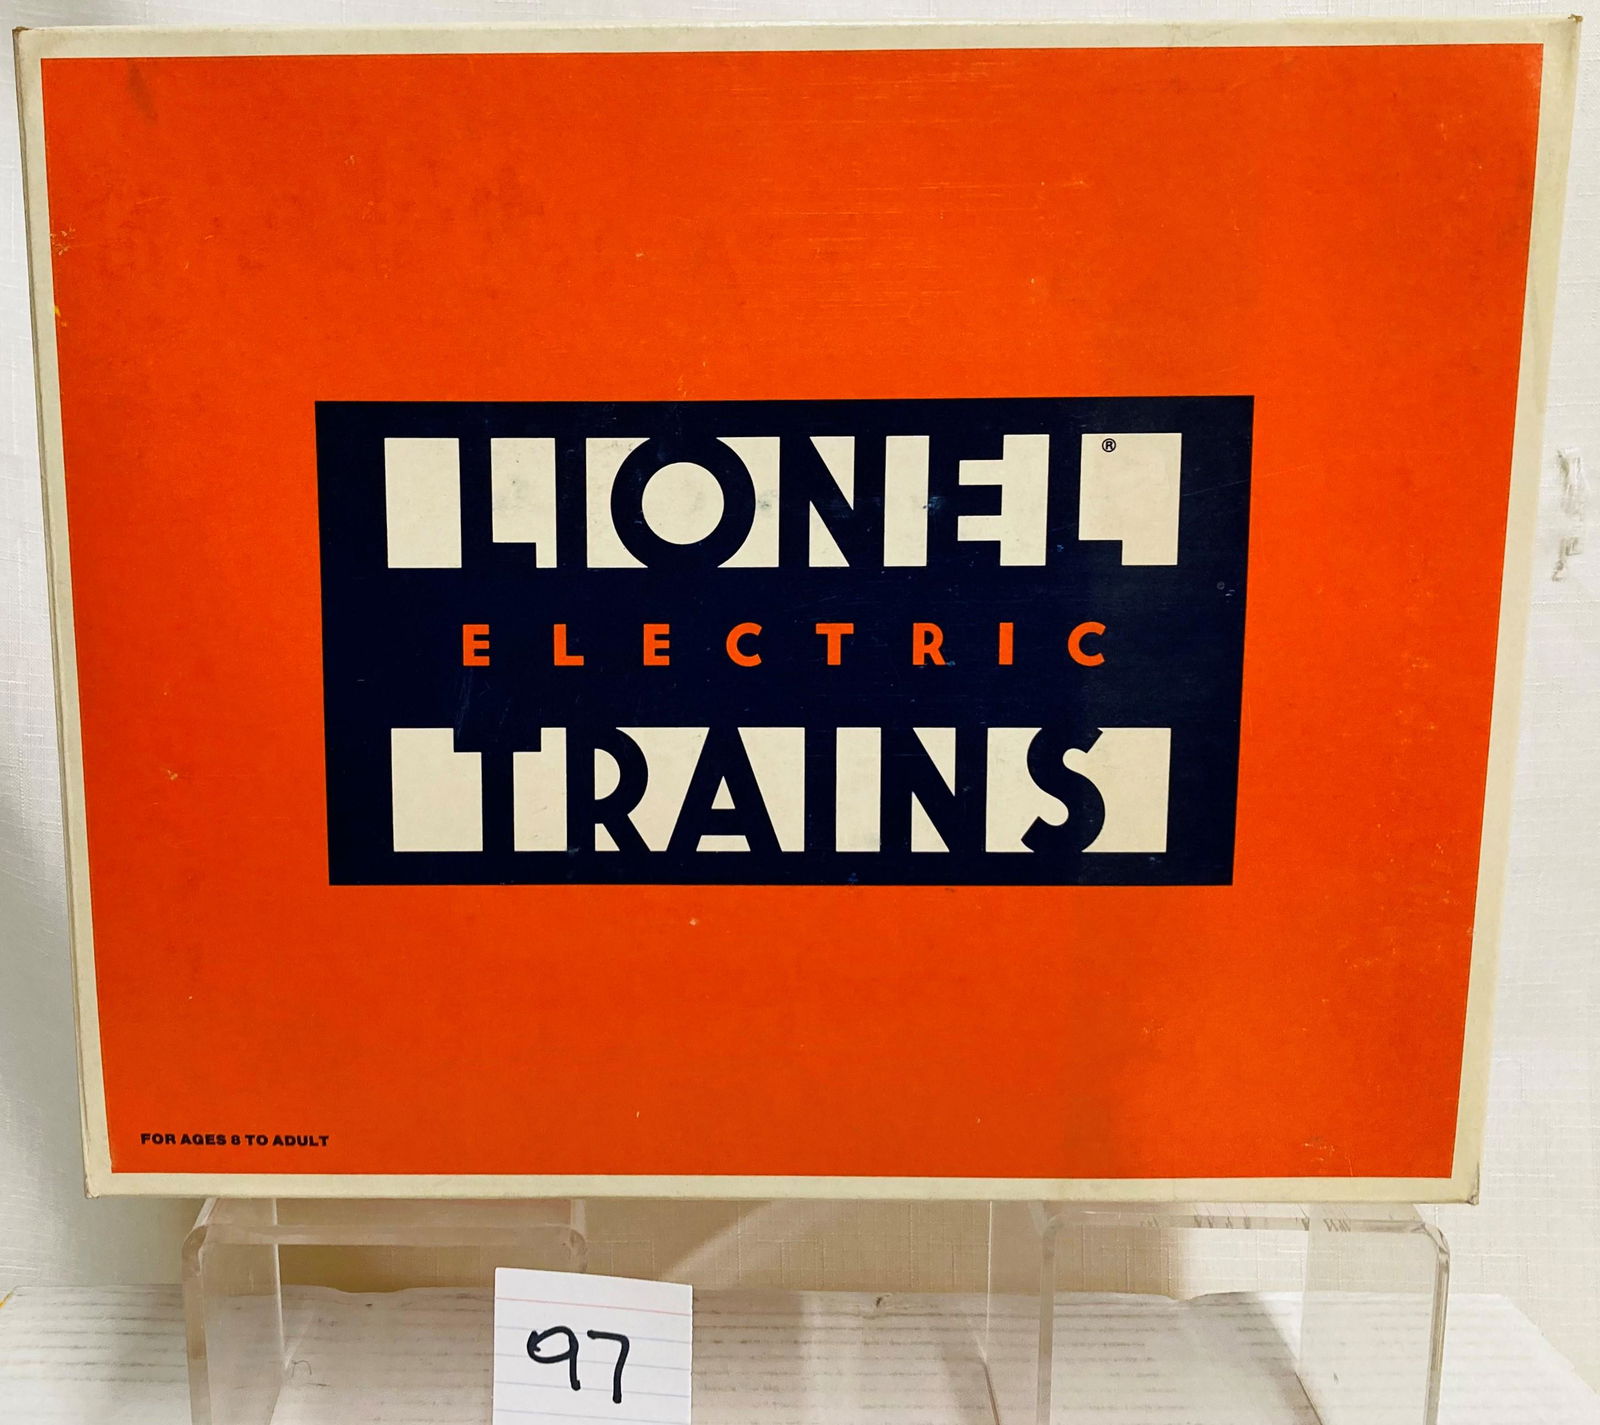 LIONEL®
ELECTRIC
TRAINS
FOR AGES 8 TO ADULT
97